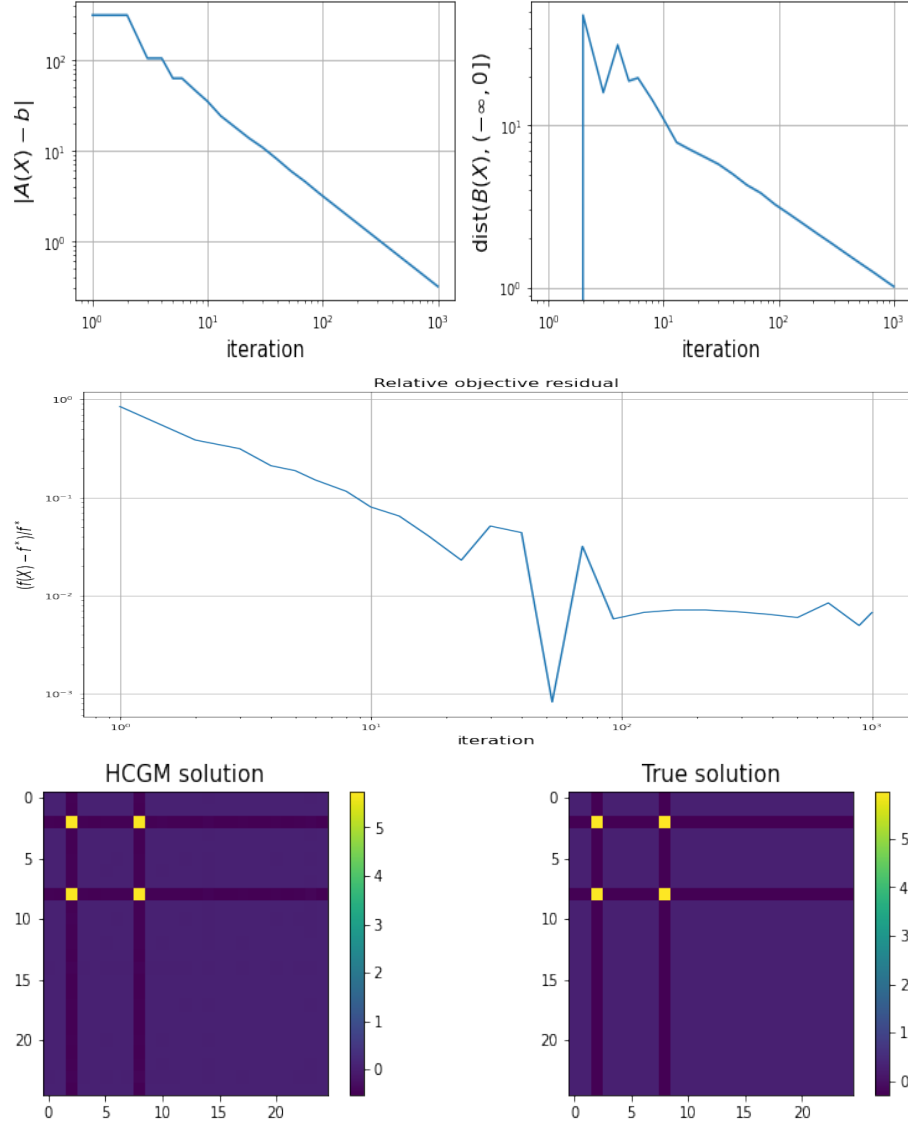 |A(X) − b|
10²
10¹
10⁰
10⁰ 10¹ 10² 10³
iteration
dist(B(X), (−∞, 0])
10¹
10⁰
10⁰ 10¹ 10² 10³
iteration
Relative objective residual
(f(X) − f*)/f*
10⁰
10⁻¹
10⁻²
10⁻³
10⁰ 10¹ 10² 10³
iteration
HCGM solution
0
5
10
15
20
0 5 10 15 20
5
4
3
2
1
0
True solution
0
5
10
15
20
0 5 10 15 20
5
4
3
2
1
0